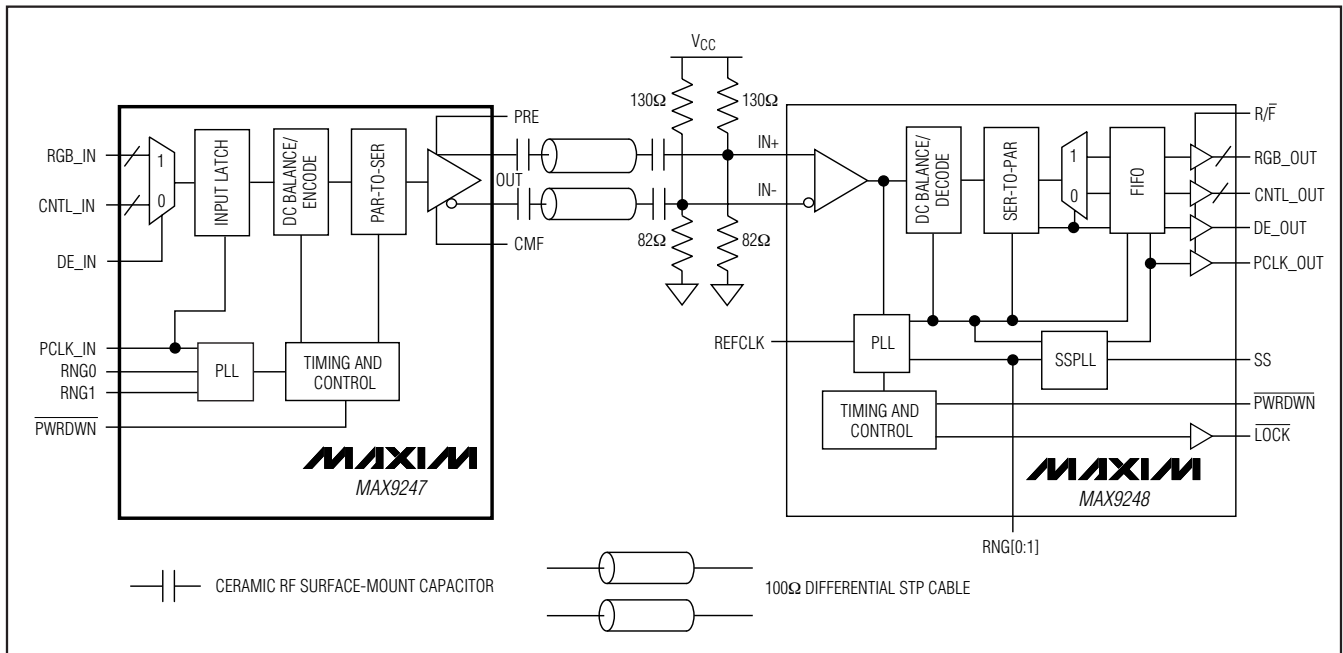 VCC
130Ω
130Ω
PRE
RGB_IN
CNTL_IN
DE_IN
1
0
INPUT LATCH
DC BALANCE/
ENCODE
PAR-TO-SER
OUT
CMF
82Ω
82Ω
PCLK_IN
RNG0
RNG1
PWRDWN
PLL
TIMING AND
CONTROL
MAXIM
MAX9247
IN+
IN-
DC BALANCE/
DECODE
SER-TO-PAR
1
0
FIFO
R/F
RGB_OUT
CNTL_OUT
DE_OUT
PCLK_OUT
REFCLK
PLL
SSPLL
SS
TIMING AND
CONTROL
PWRDWN
LOCK
MAXIM
MAX9248
RNG[0:1]
CERAMIC RF SURFACE-MOUNT CAPACITOR
100Ω DIFFERENTIAL STP CABLE